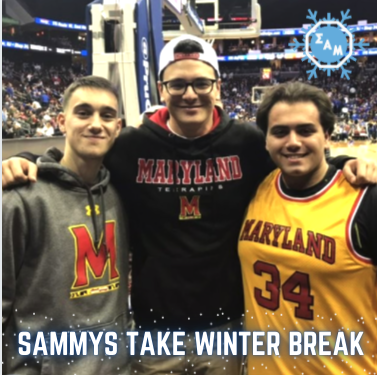 ΣΑΜ
MARYLAND
TERRAPINS
M
M
MARYLAND
34
SAMMYS TAKE WINTER BREAK